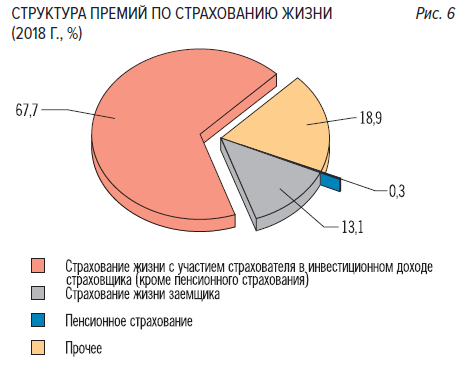 СТРУКТУРА ПРЕМИЙ ПО СТРАХОВАНИЮ ЖИЗНИ
(2018 Г., %)
Рис. 6
67,7
18,9
0,3
13,1
Страхование жизни с участием страхователя в инвестиционном доходе
страховщика (кроме пенсионного страхования)
Страхование жизни заемщика
Пенсионное страхование
Прочее